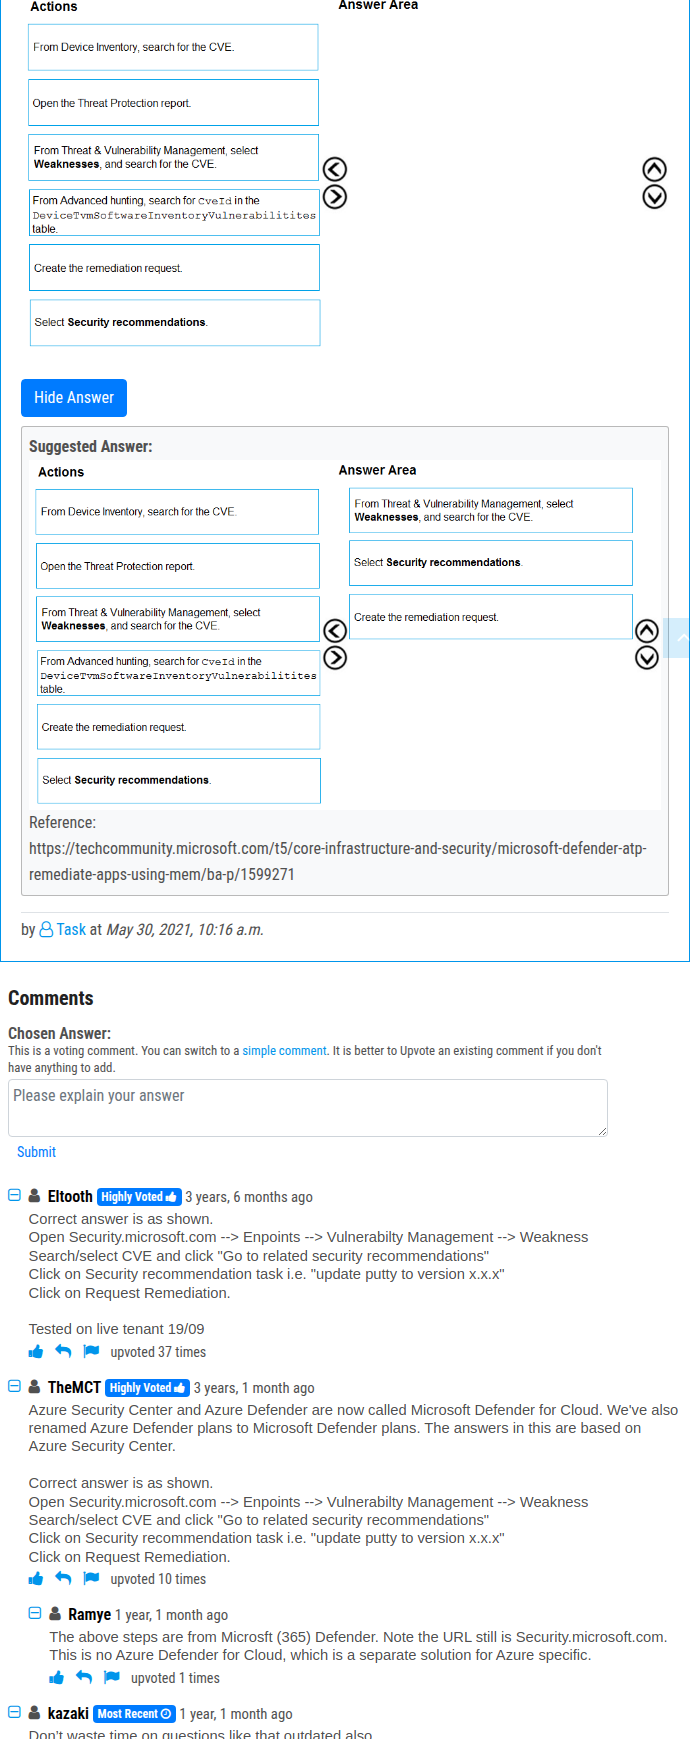 Actions
Answer Area
From Device Inventory, search for the CVE.
Open the Threat Protection report.
From Threat & Vulnerability Management, select
Weaknesses, and search for the CVE.
From Advanced hunting, search for CveId in the
DeviceTvmSoftwareInventoryVulnerabilitites
table.
Create the remediation request.
Select Security recommendations.
Hide Answer
Suggested Answer:
Actions
Answer Area
From Device Inventory, search for the CVE.
Open the Threat Protection report.
From Threat & Vulnerability Management, select
Weaknesses, and search for the CVE.
From Advanced hunting, search for CveId in the
DeviceTvmSoftwareInventoryVulnerabilitites
table.
Create the remediation request.
Select Security recommendations.
From Threat & Vulnerability Management, select
Weaknesses, and search for the CVE.
Select Security recommendations.
Create the remediation request.
Reference:
https://techcommunity.microsoft.com/t5/core-infrastructure-and-security/microsoft-defender-atp-
remediate-apps-using-mem/ba-p/1599271
by Task at May 30, 2021, 10:16 a.m.
Comments
Chosen Answer:
This is a voting comment. You can switch to a simple comment. It is better to Upvote an existing comment if you don't
have anything to add.
Please explain your answer
Submit
Eltooth Highly Voted 3 years, 6 months ago
Correct answer is as shown.
Open Security.microsoft.com --> Enpoints --> Vulnerabilty Management --> Weakness
Search/select CVE and click "Go to related security recommendations"
Click on Security recommendation task i.e. "update putty to version x.x.x"
Click on Request Remediation.
Tested on live tenant 19/09
upvoted 37 times
TheMCT Highly Voted 3 years, 1 month ago
Azure Security Center and Azure Defender are now called Microsoft Defender for Cloud. We've also
renamed Azure Defender plans to Microsoft Defender plans. The answers in this are based on
Azure Security Center.
Correct answer is as shown.
Open Security.microsoft.com --> Enpoints --> Vulnerabilty Management --> Weakness
Search/select CVE and click "Go to related security recommendations"
Click on Security recommendation task i.e. "update putty to version x.x.x"
Click on Request Remediation.
upvoted 10 times
Ramye 1 year, 1 month ago
The above steps are from Microsft (365) Defender. Note the URL still is Security.microsoft.com.
This is no Azure Defender for Cloud, which is a separate solution for Azure specific.
upvoted 1 times
kazaki Most Recent 1 year, 1 month ago
Don't waste time on questions like that outdated also